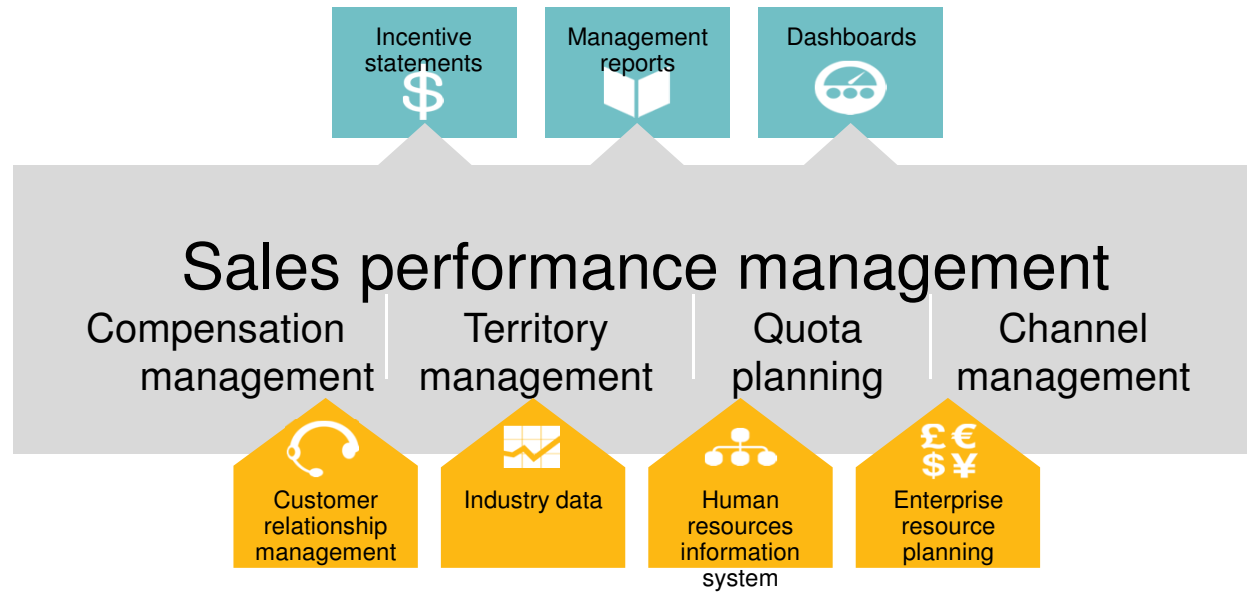 Incentive
statements
$
Management
reports
Dashboards
Sales performance management
Compensation
management
Territory
management
Quota
planning
Channel
management
£ €
$ ¥
Customer
relationship
management
Industry data
Human
resources
information
system
Enterprise
resource
planning